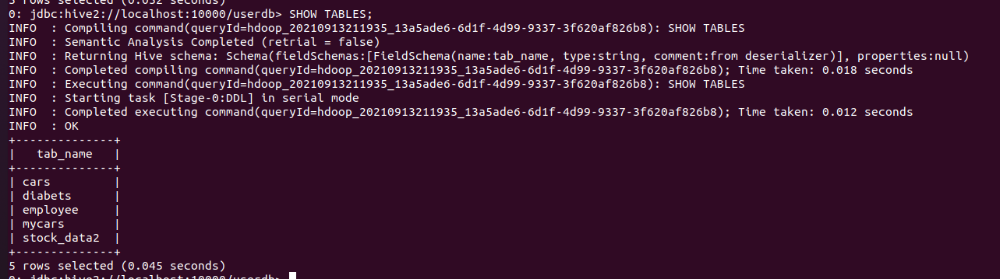 5 rows selected (0.032 seconds)
0: jdbc:hive2://localhost:10000/userdb> SHOW TABLES;
INFO  : Compiling command(queryId=hdoop_20210913211935_13a5ade6-6d1f-4d99-9337-3f620af826b8): SHOW TABLES
INFO  : Semantic Analysis Completed (retrial = false)
INFO  : Returning Hive schema: Schema(fieldSchemas:[FieldSchema(name:tab_name, type:string, comment:from deserializer)], properties:null)
INFO  : Completed compiling command(queryId=hdoop_20210913211935_13a5ade6-6d1f-4d99-9337-3f620af826b8); Time taken: 0.018 seconds
INFO  : Executing command(queryId=hdoop_20210913211935_13a5ade6-6d1f-4d99-9337-3f620af826b8): SHOW TABLES
INFO  : Starting task [Stage-0:DDL] in serial mode
INFO  : Completed executing command(queryId=hdoop_20210913211935_13a5ade6-6d1f-4d99-9337-3f620af826b8); Time taken: 0.012 seconds
INFO  : OK
+--------------+
|   tab_name   |
+--------------+
| cars         |
| diabets      |
| employee     |
| mycars       |
| stock_data2  |
+--------------+
5 rows selected (0.045 seconds)
0: jdbc:hive2://localhost:10000/userdb>